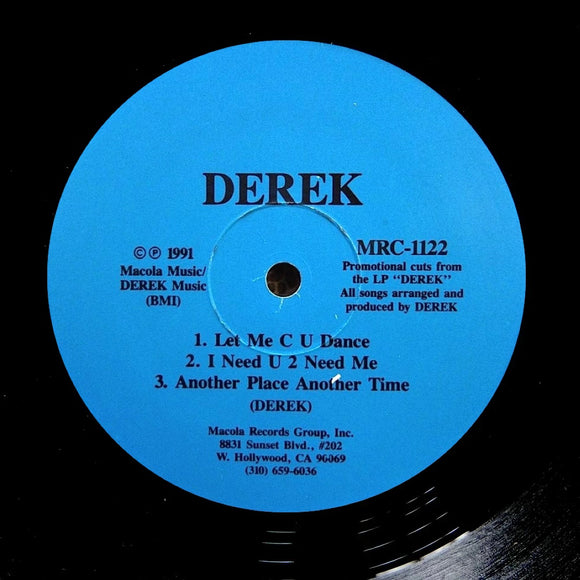 DEREK
© ℗ 1991
Macola Music/
DEREK Music
(BMI)
MRC-1122
Promotional cuts from
the LP "DEREK"
All songs arranged and
produced by DEREK
1. Let Me C U Dance
2. I Need U 2 Need Me
3. Another Place Another Time
(DEREK)
Macola Records Group, Inc.
8831 Sunset Blvd., #202
W. Hollywood, CA 90069
(310) 659-6036